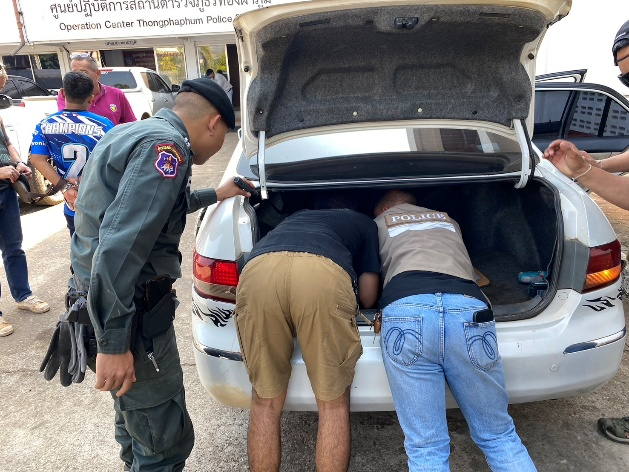 ศูนย์ปฏิบัติการสถานีตำรวจภูธรทองผาภูมิ
Operation Center Thongphaphum Police
CHAMPIONS
2
POLICE
POLICE